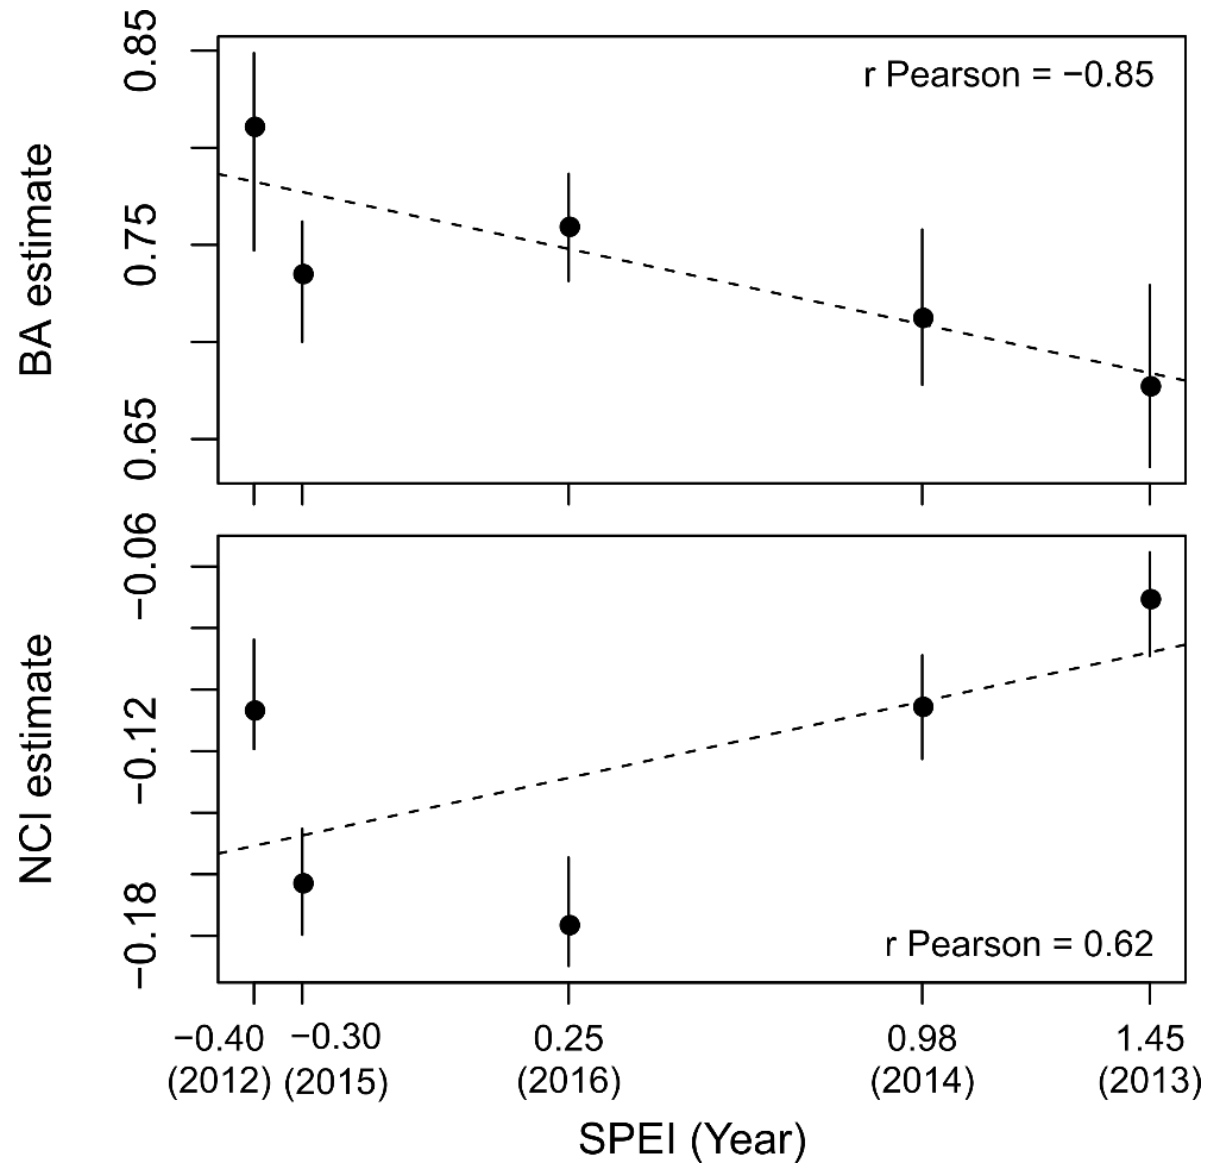 0.85
0.75
0.65
BA estimate
r Pearson = −0.85
−0.06
−0.12
−0.18
NCI estimate
r Pearson = 0.62
−0.40 −0.30 0.25 0.98 1.45
(2012) (2015) (2016) (2014) (2013)
SPEI (Year)